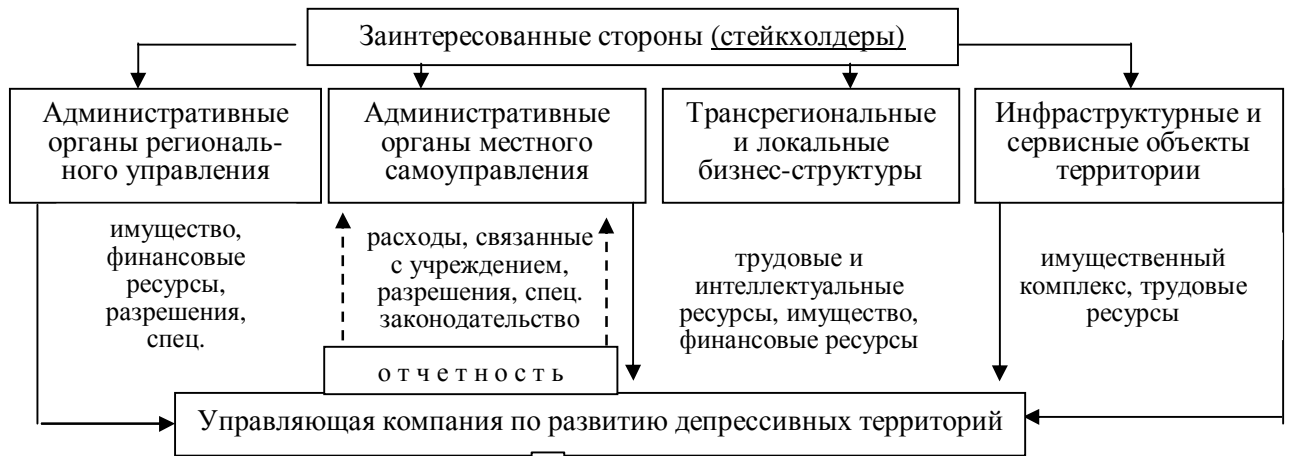 Заинтересованные стороны (стейкхолдеры)
Административные
органы региональ-
ного управления
Административные
органы местного
самоуправления
Трансрегиональные
и локальные
бизнес-структуры
Инфраструктурные и
сервисные объекты
территории
имущество,
финансовые
ресурсы,
разрешения,
спец.
расходы, связанные
с учреждением,
разрешения, спец.
законодательство
трудовые и
интеллектуальные
ресурсы, имущество,
финансовые ресурсы
имущественный
комплекс, трудовые
ресурсы
о т ч е т н о с т ь
Управляющая компания по развитию депрессивных территорий